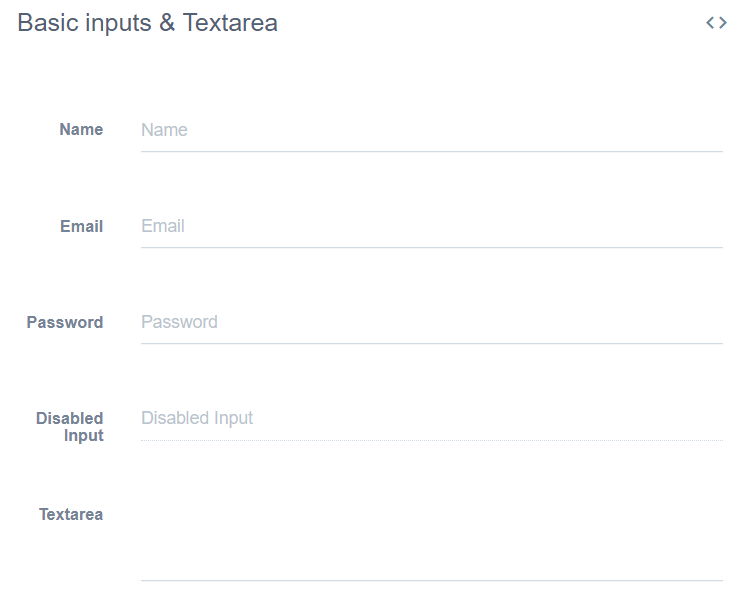 Basic inputs & Textarea
Name Name
Email Email
Password Password
Disabled Input Disabled Input
Textarea